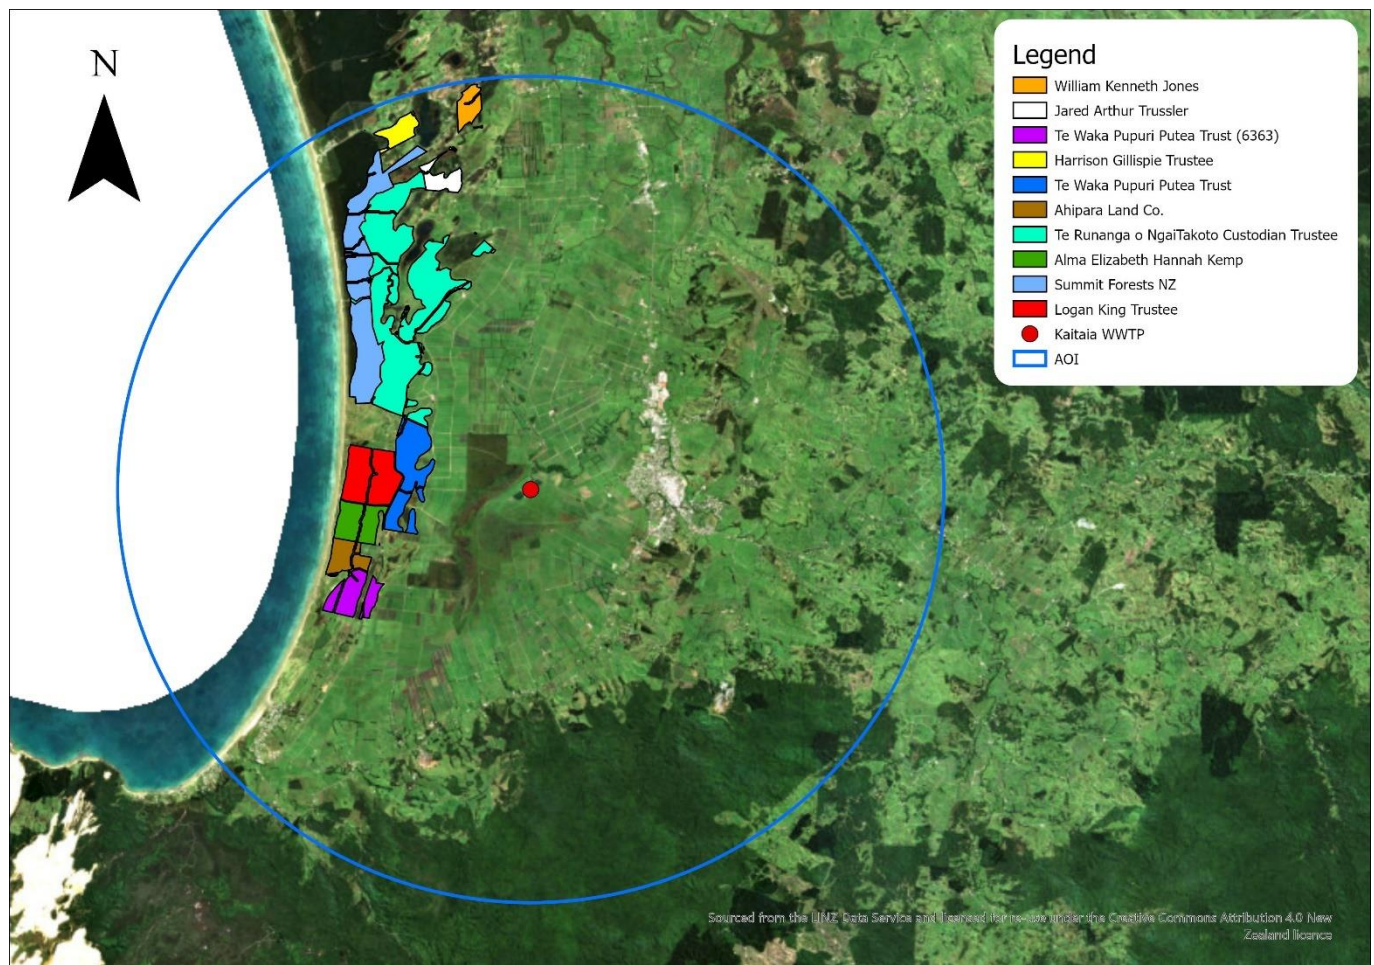 N
Legend
William Kenneth Jones
Jared Arthur Trussler
Te Waka Pupuri Putea Trust (6363)
Harrison Gillispie Trustee
Te Waka Pupuri Putea Trust
Ahipara Land Co.
Te Runanga o NgaiTakoto Custodian Trustee
Alma Elizabeth Hannah Kemp
Summit Forests NZ
Logan King Trustee
Kaitaia WWTP
AOI
Sourced from the LINZ Data Service and licensed for re-use under the Creative Commons Attribution 4.0 New
Zealand licence